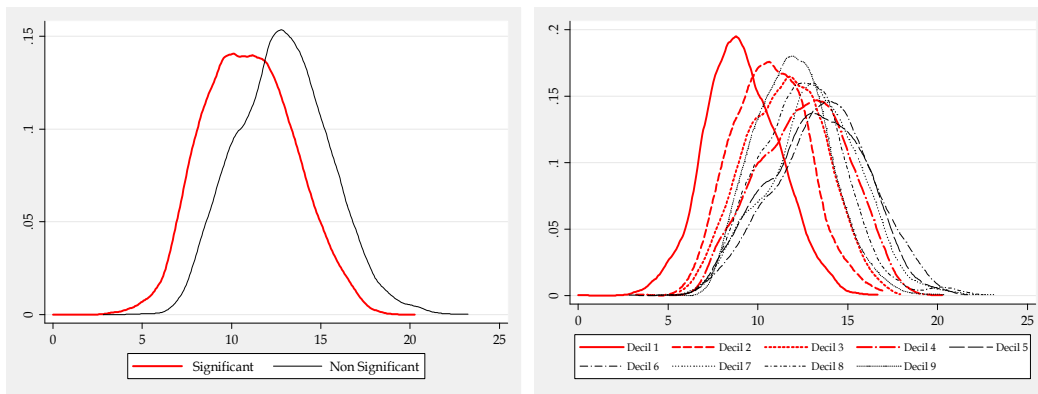 .15
.1
.05
0
0 5 10 15 20 25
Significant Non Significant
.2
.15
.1
.05
0
0 5 10 15 20 25
Decil 1 Decil 2 Decil 3 Decil 4 Decil 5
Decil 6 Decil 7 Decil 8 Decil 9